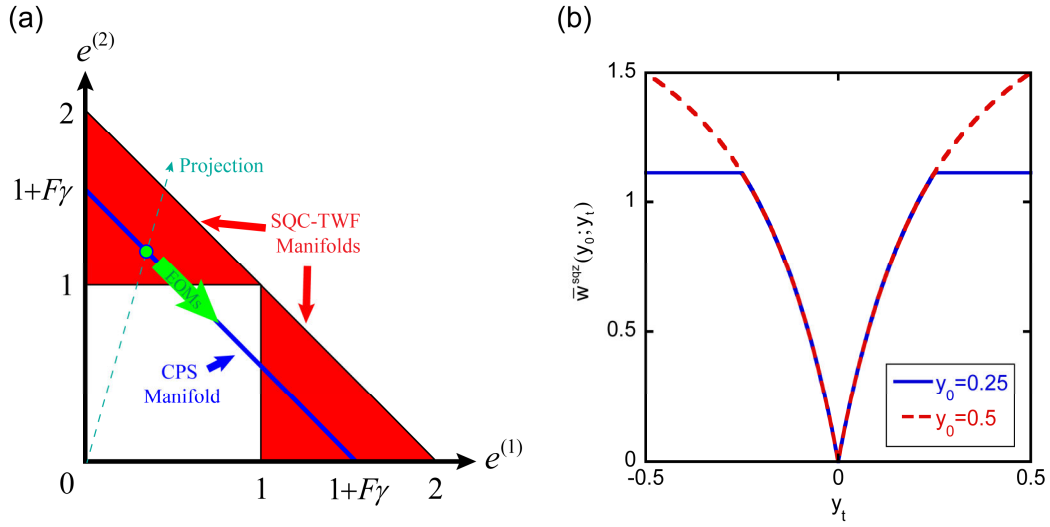 (a)
e^(2)
2
Projection
1+Fγ
SQC-TWF
Manifolds
1
EOMs
CPS
Manifold
0
1
1+Fγ
2
e^(1)
(b)
1.5
1
0.5
0
w̄^sqz(y_0; y_t)
y_0=0.25
y_0=0.5
-0.5
0
0.5
y_t